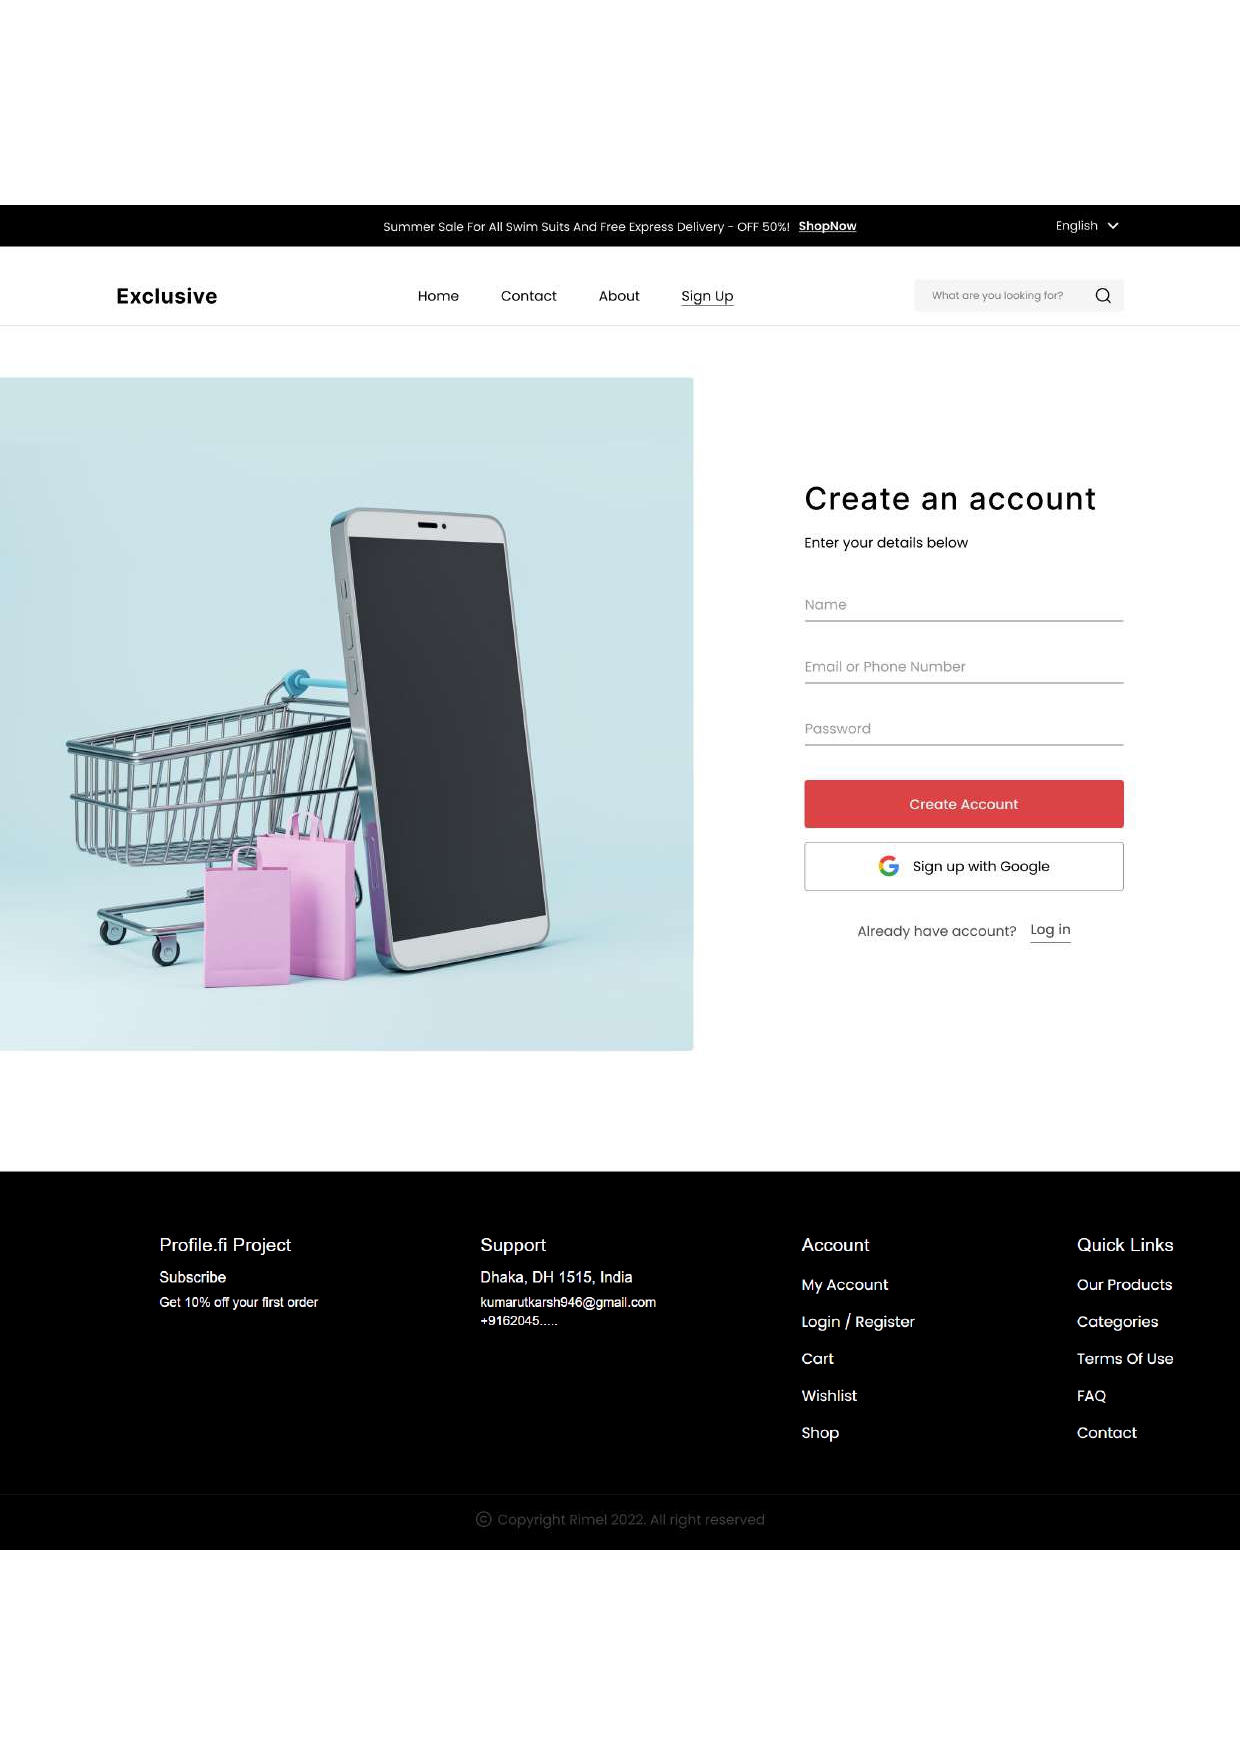 Summer Sale For All Swim Suits And Free Express Delivery - OFF 50%! ShopNow
English
Exclusive
Home Contact About Sign Up
What are you looking for?
Create an account
Enter your details below
Name
Email or Phone Number
Password
Create Account
Sign up with Google
Already have account? Log in
Profile.fi Project
Subscribe
Get 10% off your first order
Support
Dhaka, DH 1515, India
kumarutkarsh946@gmail.com
+9162045.....
Account
My Account
Login / Register
Cart
Wishlist
Shop
Quick Links
Our Products
Categories
Terms Of Use
FAQ
Contact
© Copyright Rimel 2022. All right reserved